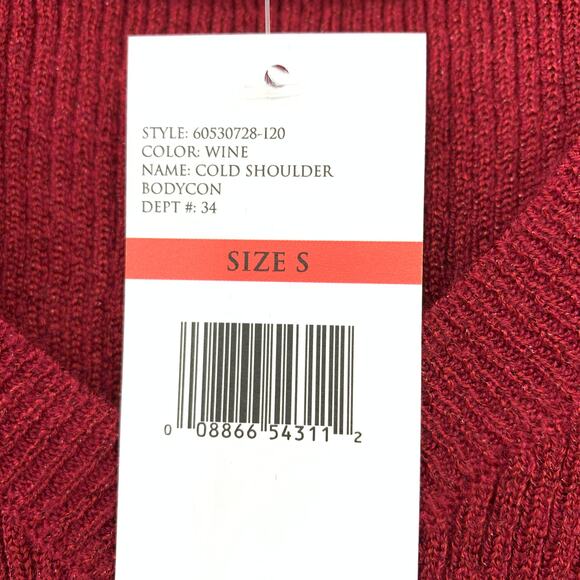 STYLE: 60530728-120
COLOR: WINE
NAME: COLD SHOULDER
BODYCON
DEPT #: 34
SIZE S
0 08866 54311 2